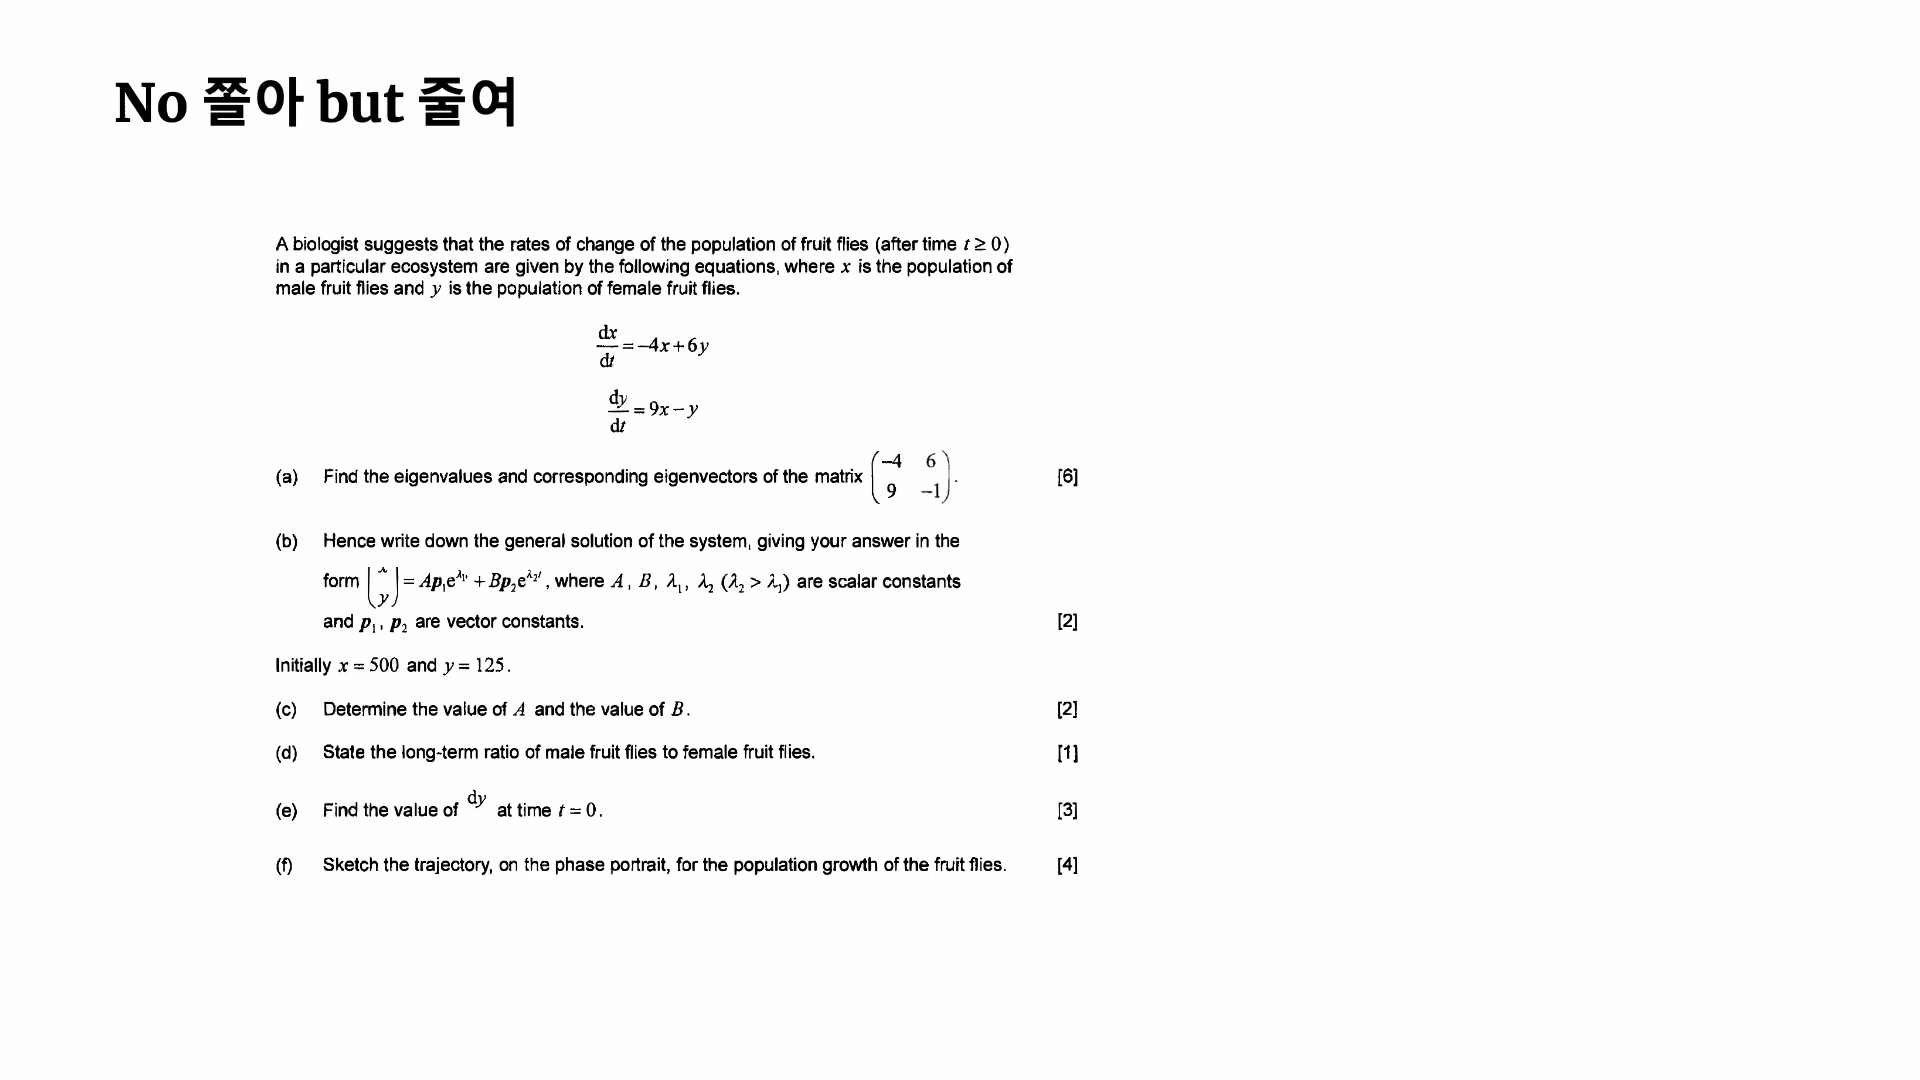 No 쫄아 but 줄여
A biologist suggests that the rates of change of the population of fruit flies (after time t ≥ 0)
in a particular ecosystem are given by the following equations, where x is the population of
male fruit flies and y is the population of female fruit flies.
dx/dt = −4x + 6y
dy/dt = 9x − y
(a) Find the eigenvalues and corresponding eigenvectors of the matrix (−4 6; 9 −1). [6]
(b) Hence write down the general solution of the system, giving your answer in the
form (x; y) = Ap₁e^(λ₁t) + Bp₂e^(λ₂t), where A, B, λ₁, λ₂ (λ₂ > λ₁) are scalar constants
and p₁, p₂ are vector constants. [2]
Initially x = 500 and y = 125.
(c) Determine the value of A and the value of B. [2]
(d) State the long-term ratio of male fruit flies to female fruit flies. [1]
(e) Find the value of dy at time t = 0. [3]
(f) Sketch the trajectory, on the phase portrait, for the population growth of the fruit flies. [4]